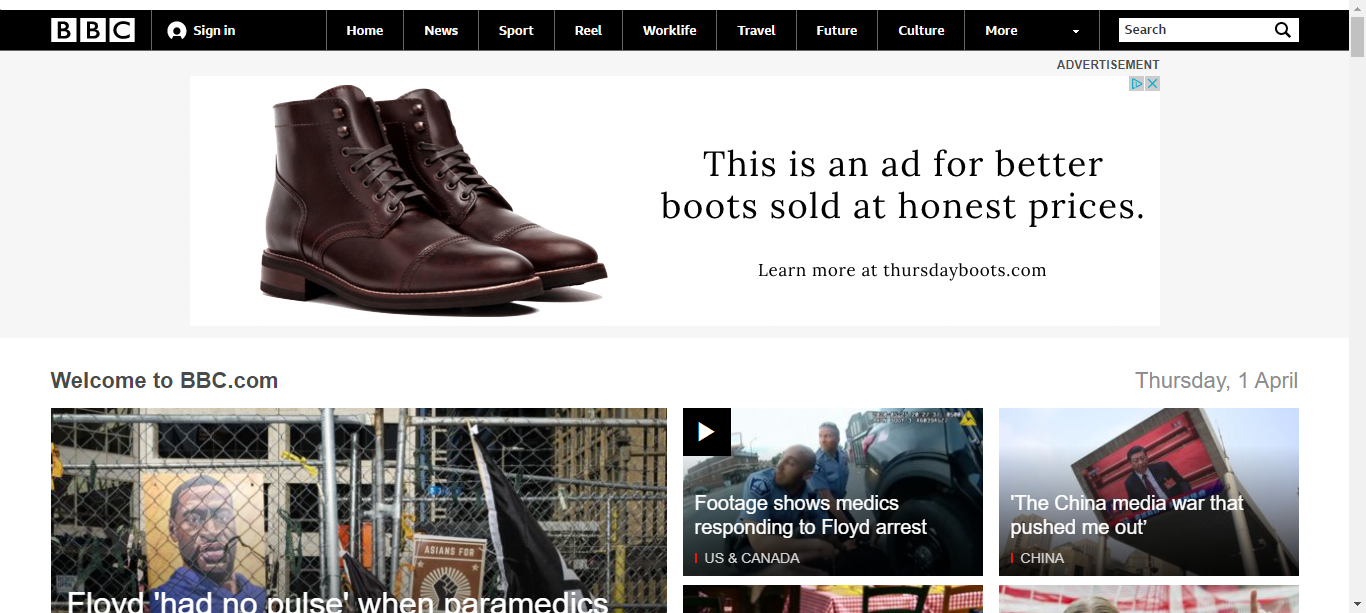 BBC
Sign in
Home
News
Sport
Reel
Worklife
Travel
Future
Culture
More
Search
ADVERTISEMENT
This is an ad for better
boots sold at honest prices.
Learn more at thursdayboots.com
Welcome to BBC.com
Thursday, 1 April
ASIANS FOR
Floyd 'had no pulse' when paramedics
Footage shows medics
responding to Floyd arrest
US & CANADA
'The China media war that
pushed me out’
CHINA